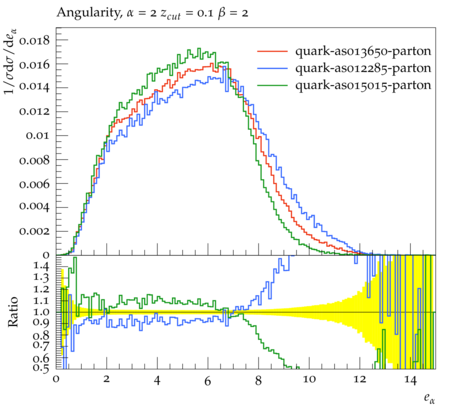 Angularity, α = 2 z_cut = 0.1 β = 2
1/σdσ/de_α
0.018
0.016
0.014
0.012
0.01
0.008
0.006
0.004
0.002
0
quark-as013650-parton
quark-as012285-parton
quark-as015015-parton
Ratio
1.4
1.3
1.2
1.1
1.0
0.9
0.8
0.7
0.6
0.5
0 2 4 6 8 10 12 14
e_α